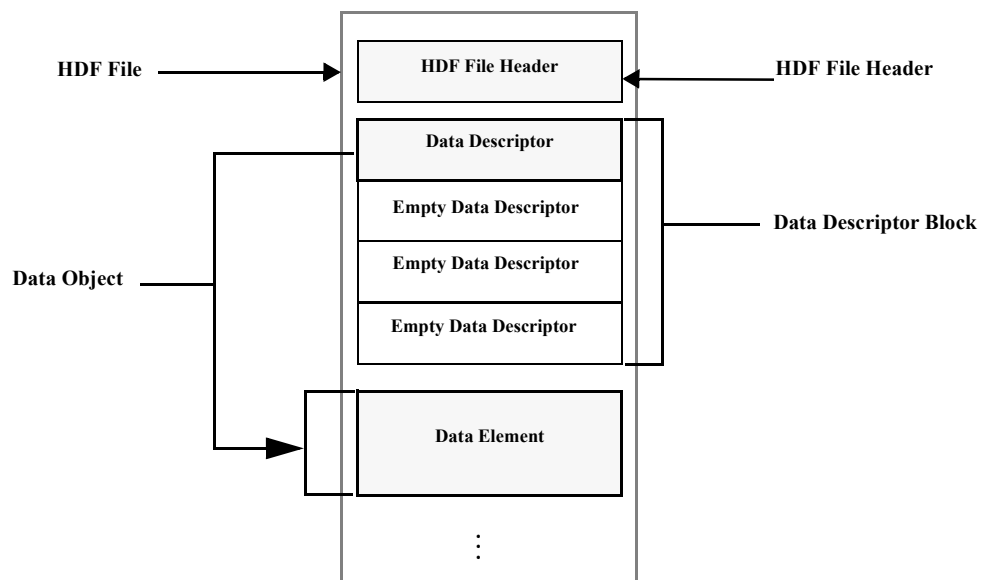 HDF File
HDF File Header
HDF File Header
Data Descriptor
Empty Data Descriptor
Data Descriptor Block
Empty Data Descriptor
Data Object
Empty Data Descriptor
Data Element
⋮